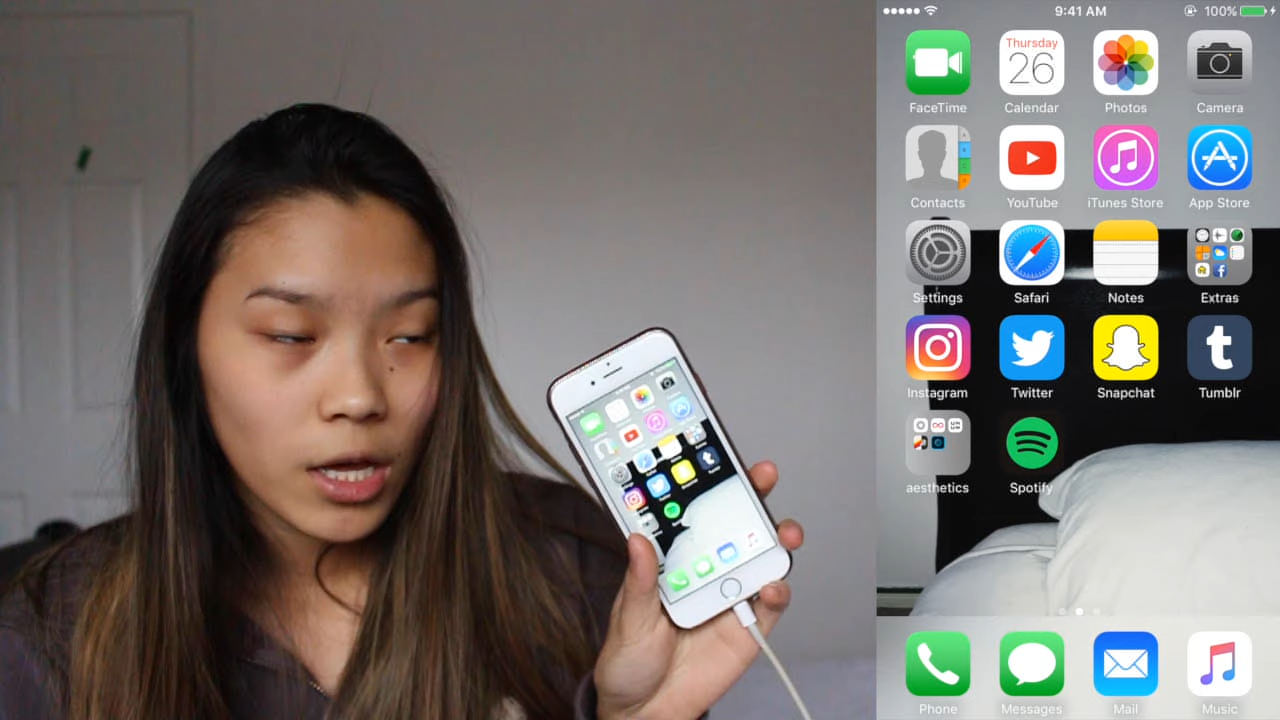 9:41 AM
100%
Thursday
26
FaceTime
Calendar
Photos
Camera
Contacts
YouTube
iTunes Store
App Store
Settings
Safari
Notes
Extras
Instagram
Twitter
Snapchat
Tumblr
aesthetics
Spotify
Phone
Messages
Mail
Music